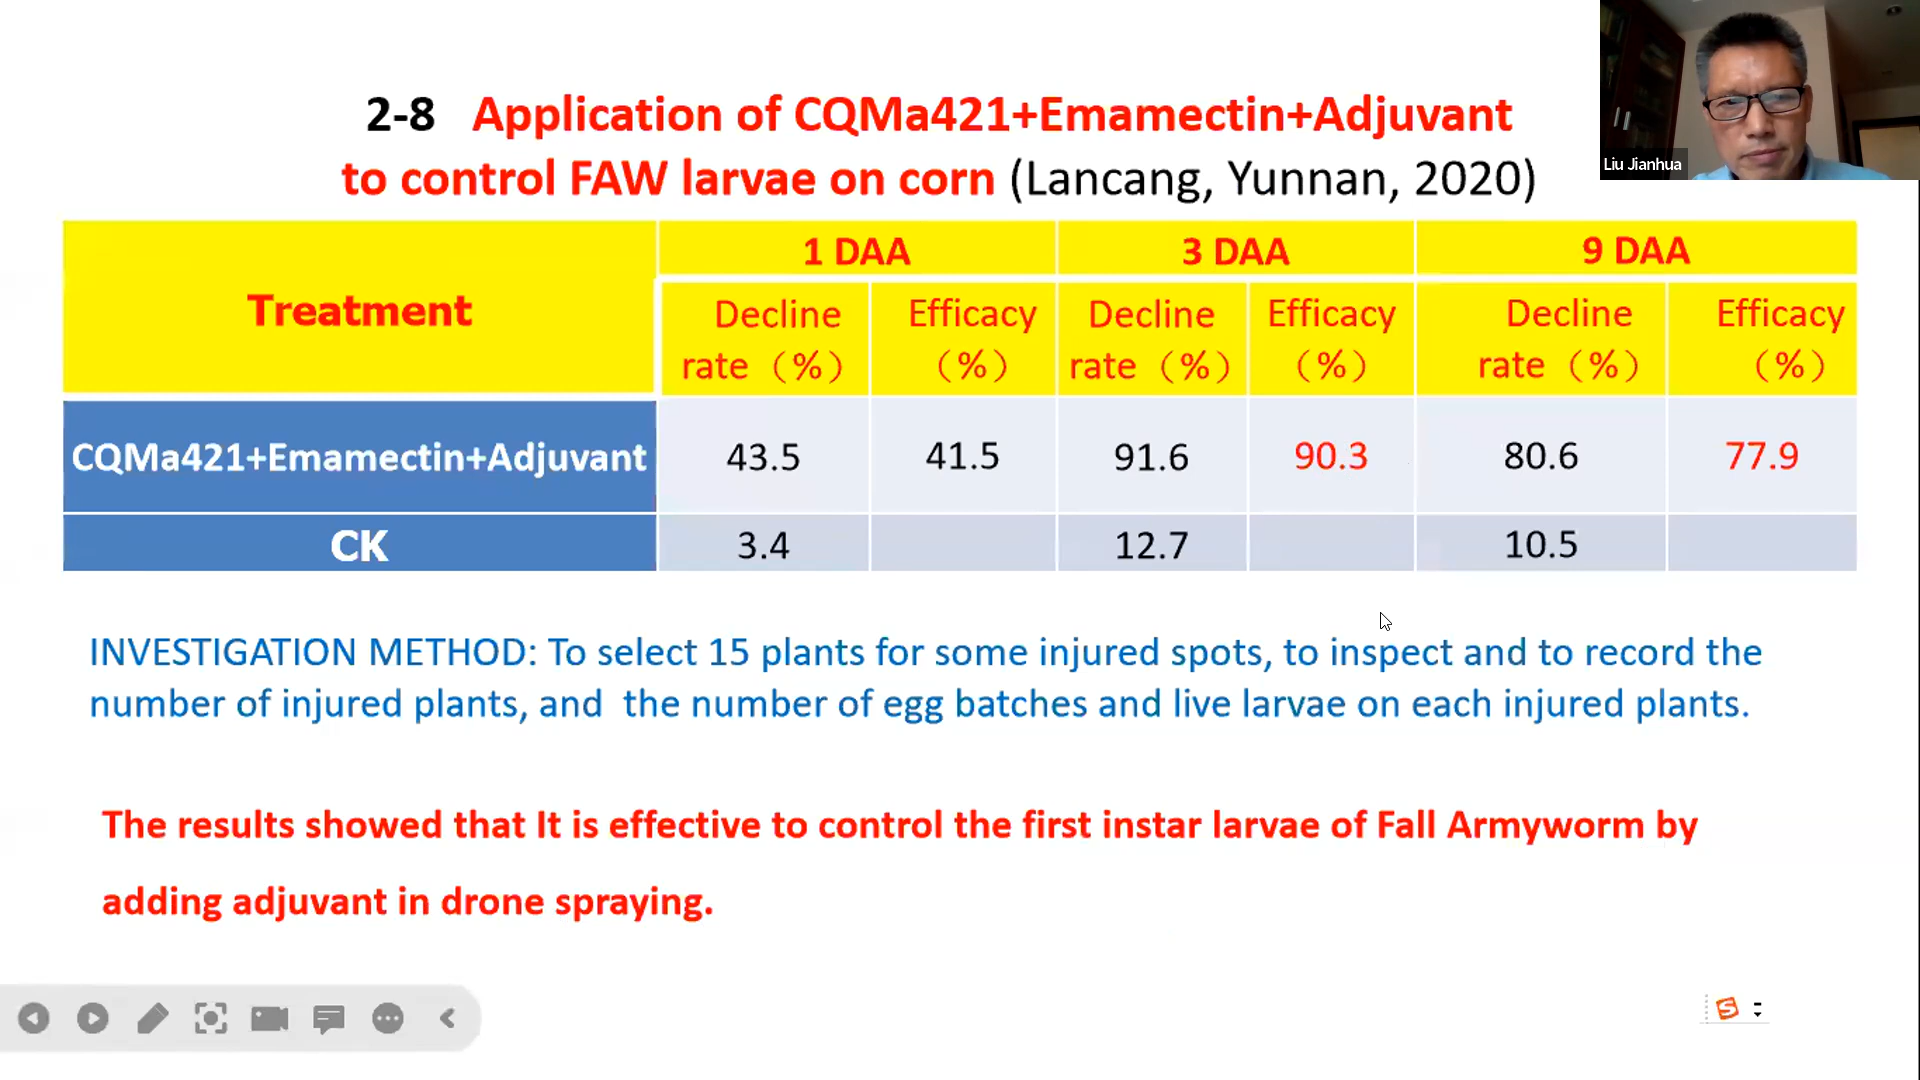 2-8 Application of CQMa421+Emamectin+Adjuvant
to control FAW larvae on corn (Lancang, Yunnan, 2020)
Liu Jianhua
Treatment
1 DAA
3 DAA
9 DAA
Decline rate（%）
Efficacy（%）
Decline rate（%）
Efficacy（%）
Decline rate（%）
Efficacy（%）
CQMa421+Emamectin+Adjuvant
43.5
41.5
91.6
90.3
80.6
77.9
CK
3.4
12.7
10.5
INVESTIGATION METHOD: To select 15 plants for some injured spots, to inspect and to record the
number of injured plants, and the number of egg batches and live larvae on each injured plants.
The results showed that It is effective to control the first instar larvae of Fall Armyworm by
adding adjuvant in drone spraying.